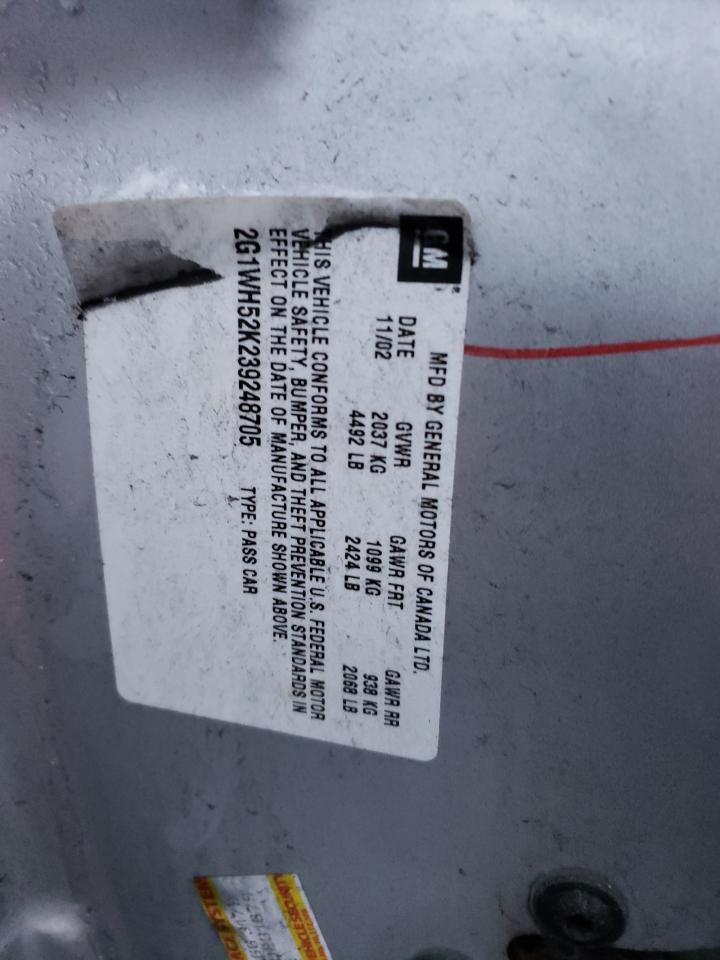 GM
MFD BY GENERAL MOTORS OF CANADA LTD.
DATE GVWR GAWR FRT GAWR RR
11/02 2037 KG 1099 KG 938 KG
4492 LB 2424 LB 2068 LB
THIS VEHICLE CONFORMS TO ALL APPLICABLE U.S. FEDERAL MOTOR
VEHICLE SAFETY, BUMPER, AND THEFT PREVENTION STANDARDS IN
EFFECT ON THE DATE OF MANUFACTURE SHOWN ABOVE.
2G1WH52K239248705 TYPE: PASS CAR